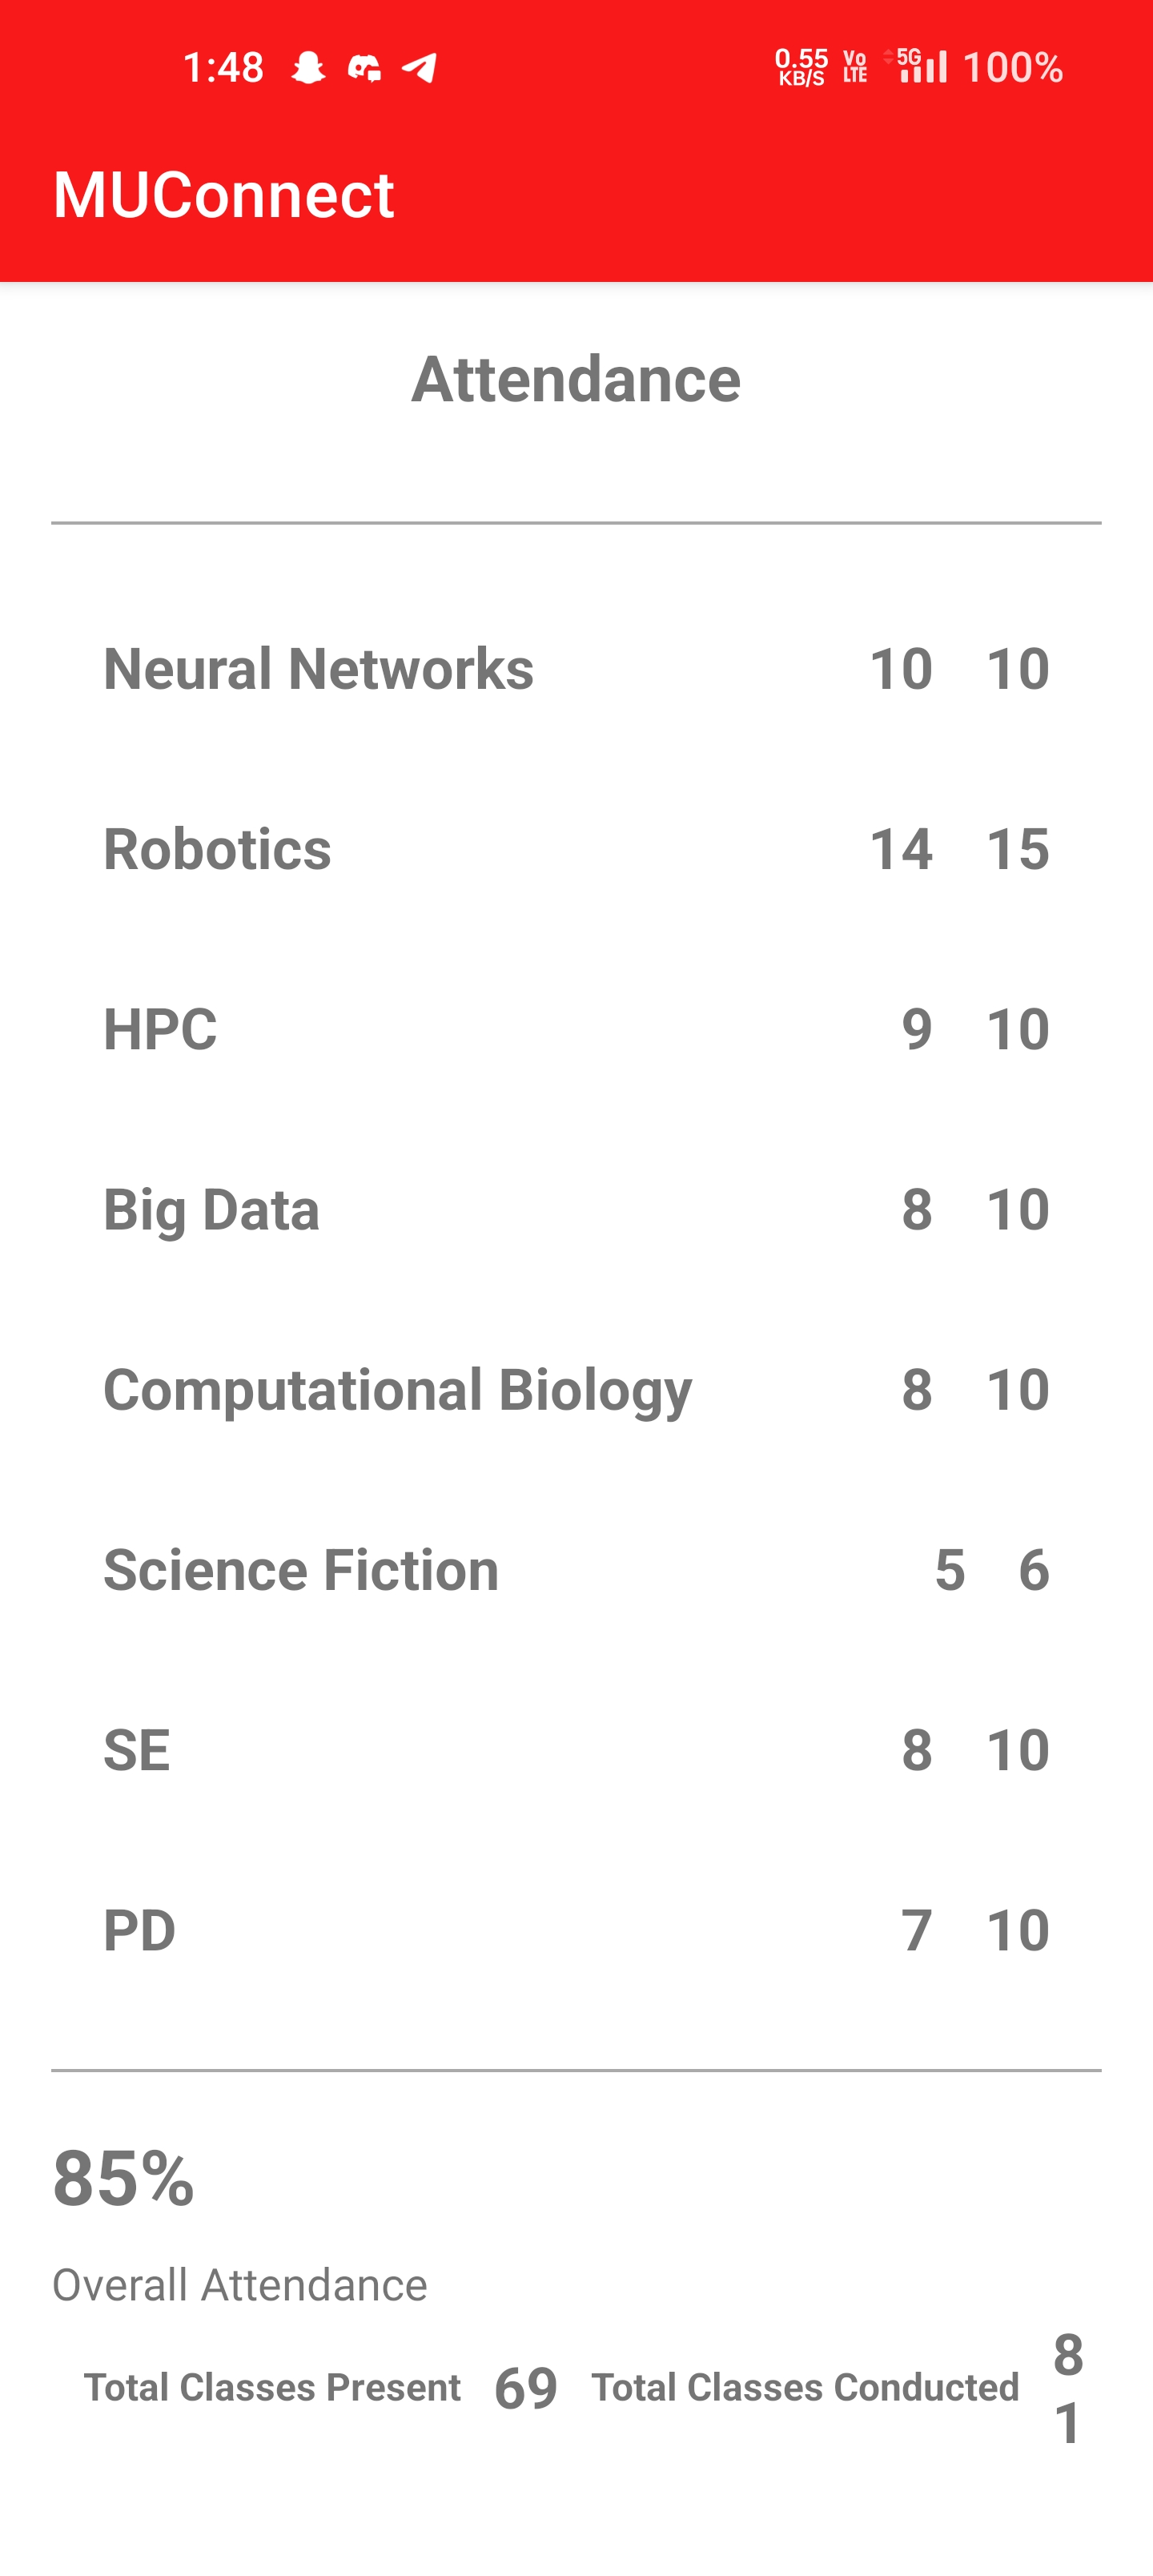 1:48 0.55 KB/S Vo LTE 5G 100%
MUConnect
Attendance
Neural Networks 10 10
Robotics 14 15
HPC 9 10
Big Data 8 10
Computational Biology 8 10
Science Fiction 5 6
SE 8 10
PD 7 10
85%
Overall Attendance
Total Classes Present 69 Total Classes Conducted 8
1